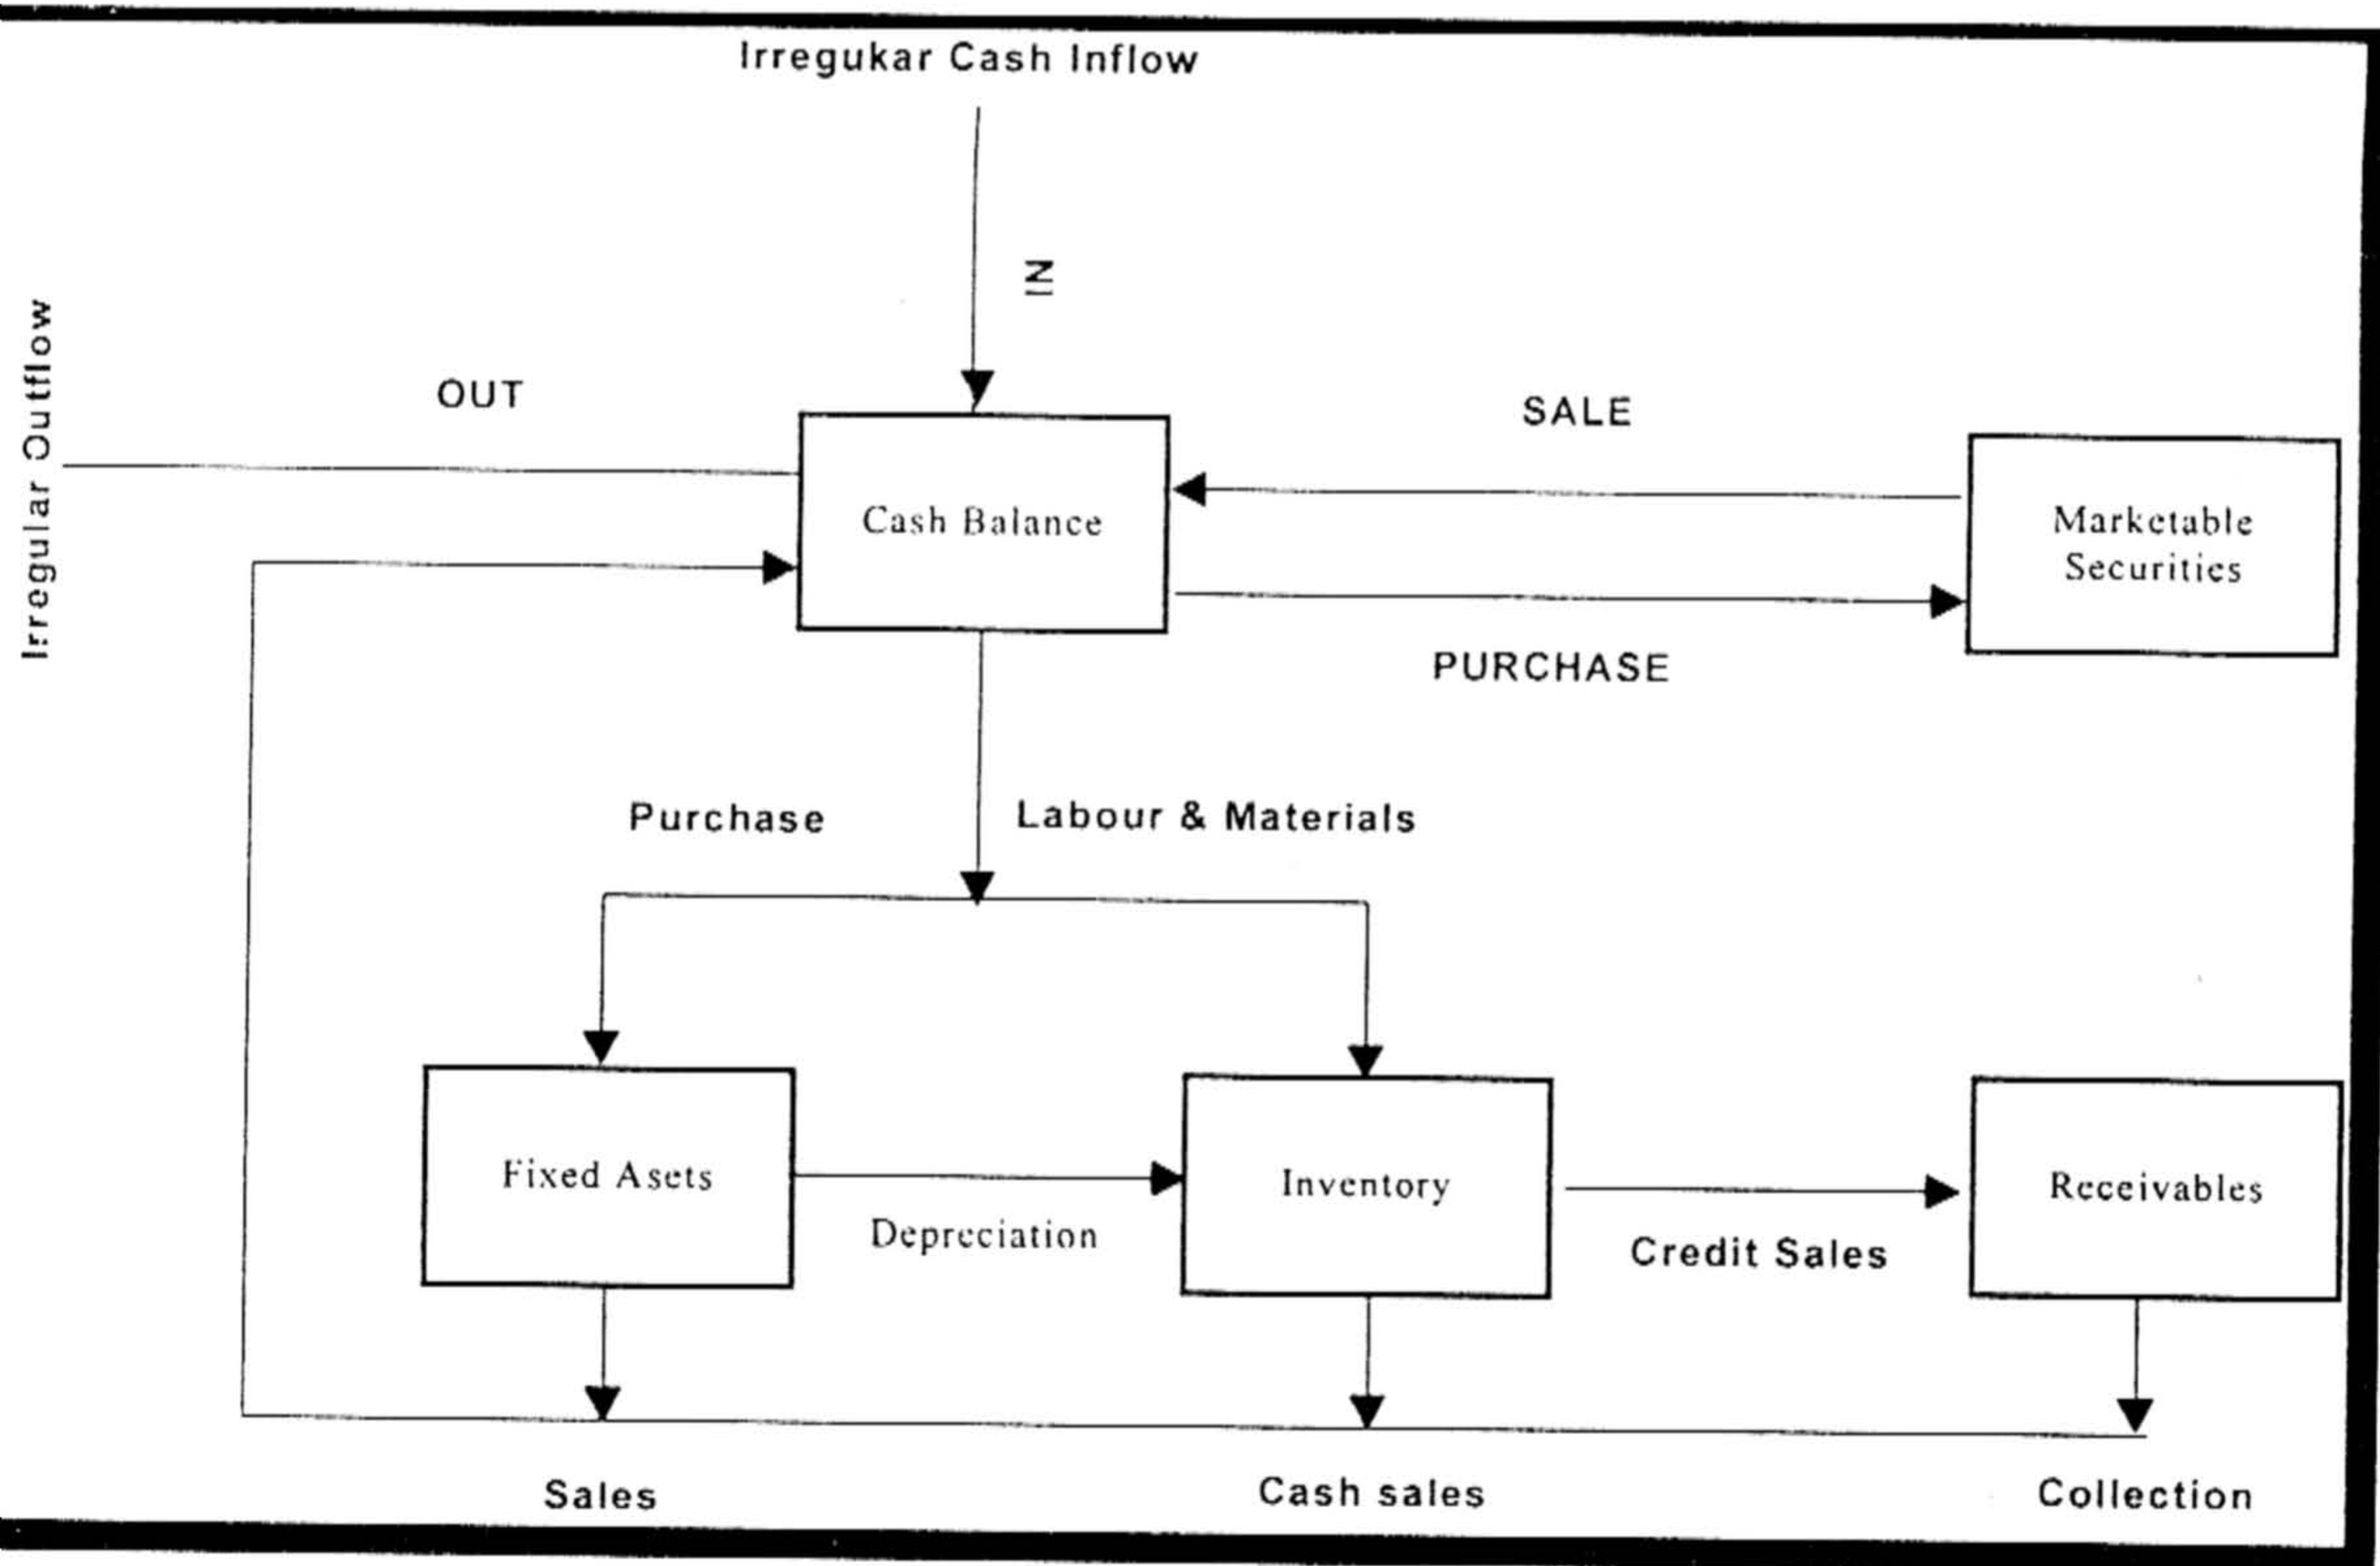 Irregukar Cash Inflow
IN
Irregular Outflow
OUT
SALE
Cash Balance
Marketable
Securities
PURCHASE
Purchase
Labour & Materials
Fixed Asets
Inventory
Receivables
Depreciation
Credit Sales
Sales
Cash sales
Collection